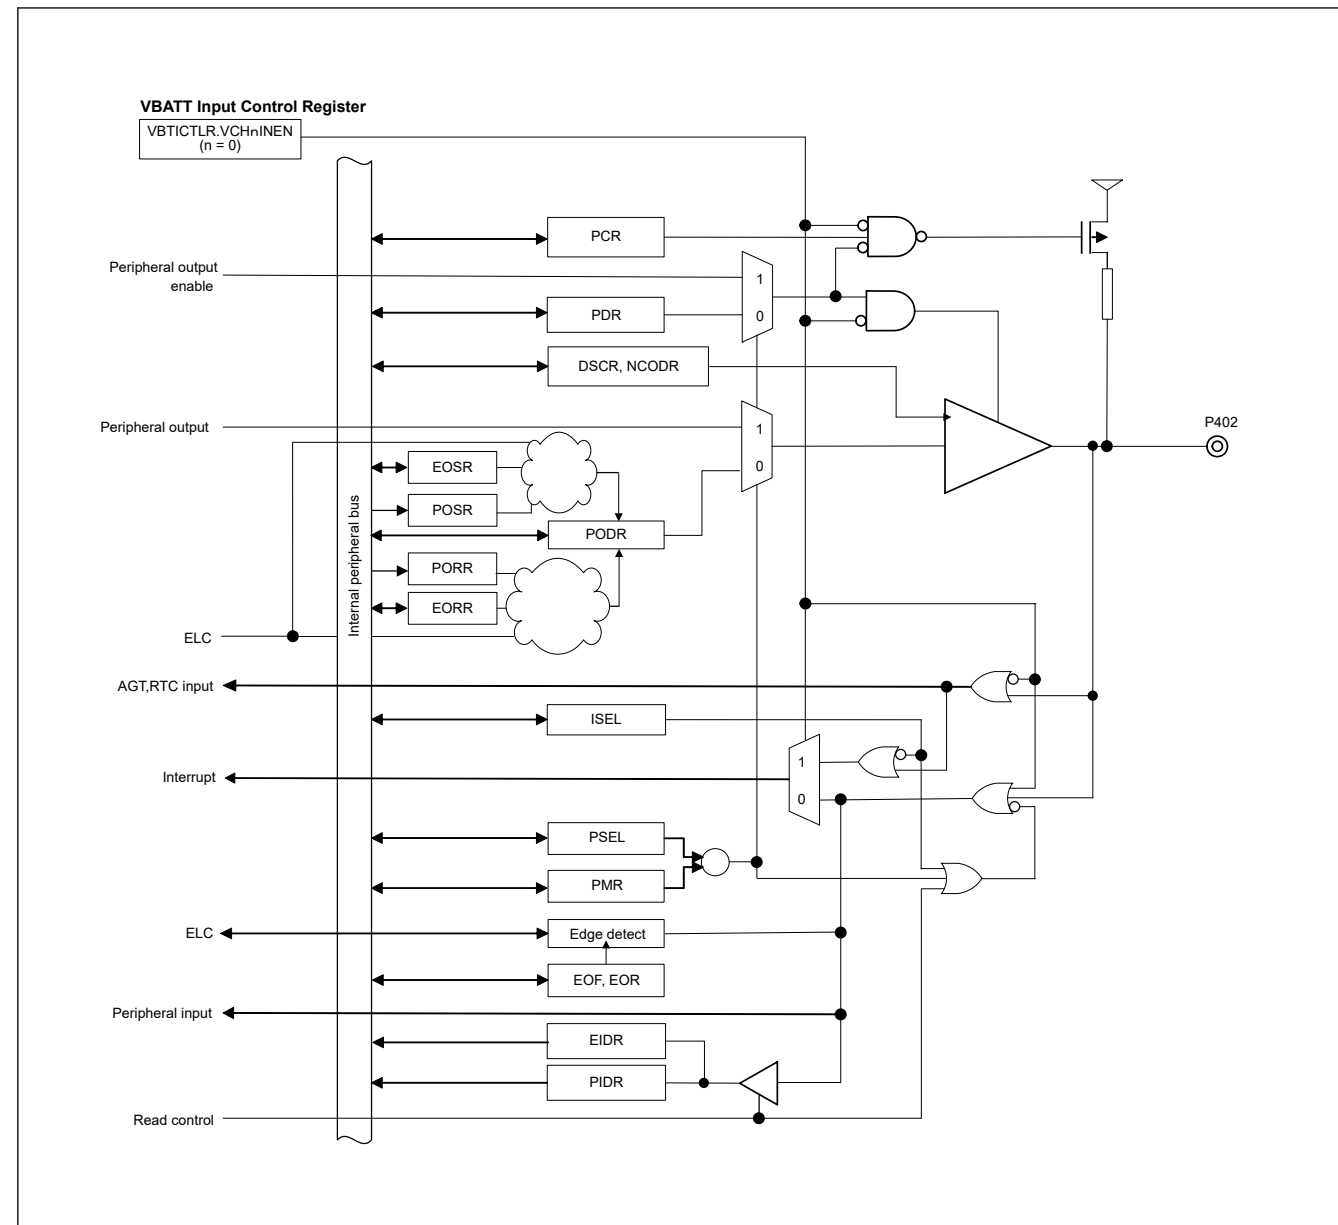 VBATT Input Control Register
VBTICTLR.VCHnINEN
(n = 0)
PCR
Peripheral output
enable
1
0
PDR
DSCR, NCODR
Peripheral output
1
0
P402
EOSR
POSR
PODR
PORR
EORR
Internal peripheral bus
ELC
AGT,RTC input
ISEL
Interrupt
1
0
PSEL
PMR
ELC
Edge detect
EOF, EOR
Peripheral input
EIDR
PIDR
Read control